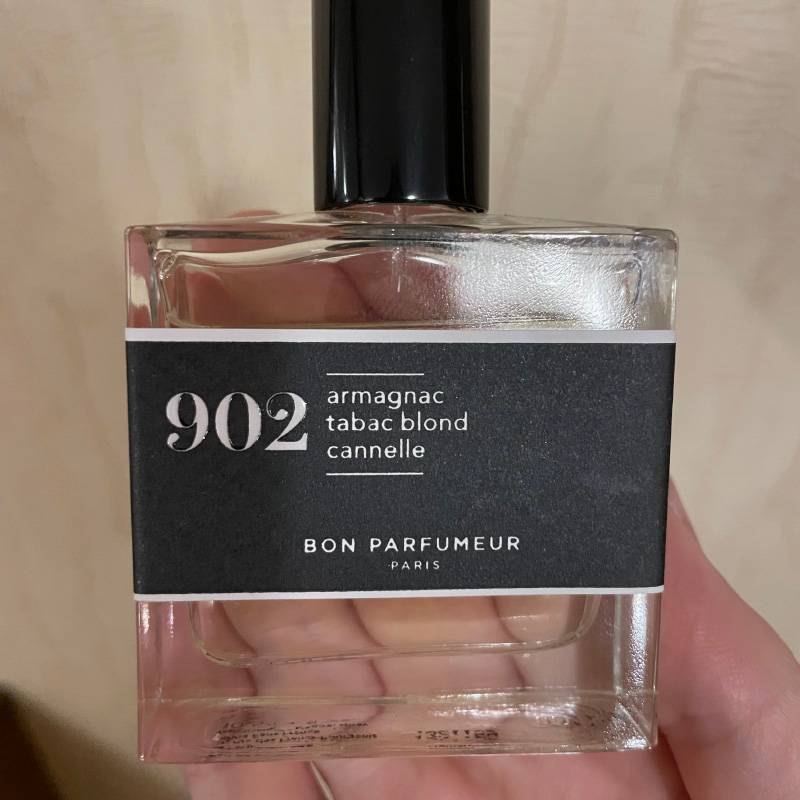 902
armagnac
tabac blond
cannelle
BON PARFUMEUR
PARIS